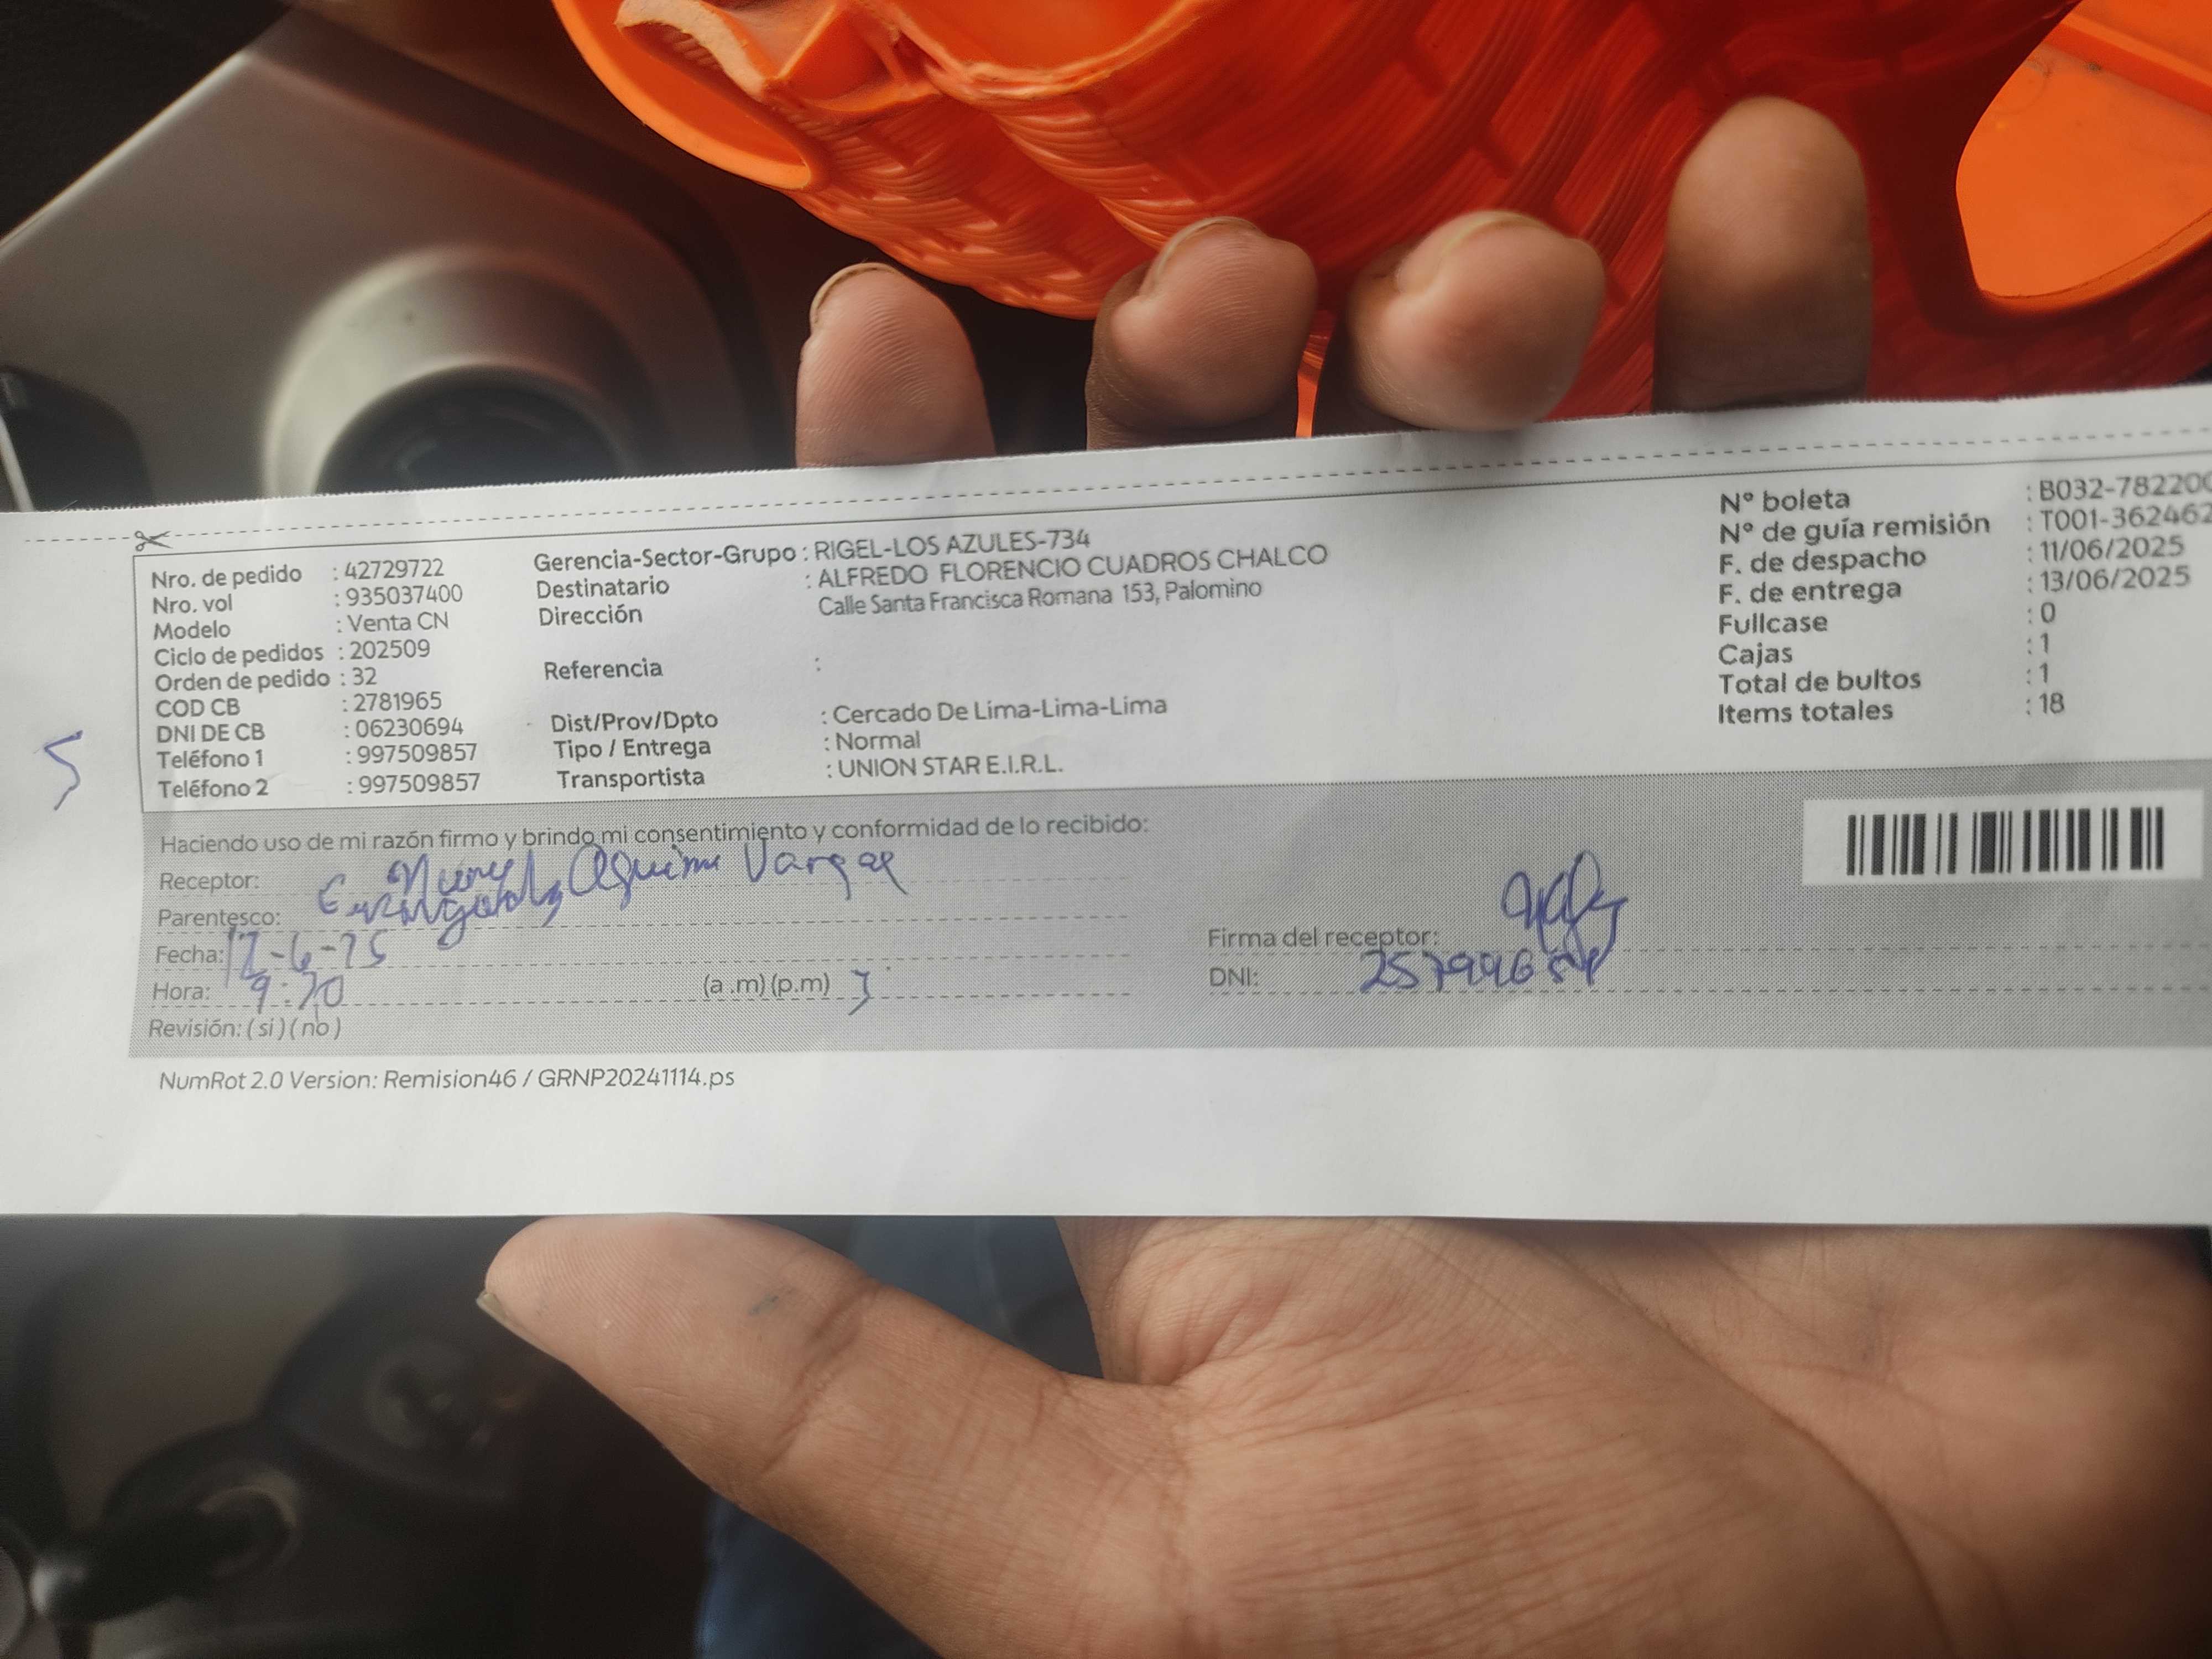 Nro. de pedido : 42729722
Nro. vol : 935037400
Modelo : Venta CN
Ciclo de pedidos : 202509
Orden de pedido : 32
COD CB : 2781965
DNI DE CB : 06230694
Teléfono 1 : 997509857
Teléfono 2 : 997509857
Gerencia-Sector-Grupo : RIGEL-LOS AZULES-734
Destinatario : ALFREDO FLORENCIO CUADROS CHALCO
Dirección Calle Santa Francisca Romana 153, Palomino
Referencia :
Dist/Prov/Dpto : Cercado De Lima-Lima-Lima
Tipo / Entrega : Normal
Transportista : UNION STAR E.I.R.L.
N° boleta : B032-782200
N° de guía remisión : T001-362462
F. de despacho : 11/06/2025
F. de entrega : 13/06/2025
Fullcase : 0
Cajas : 1
Total de bultos : 1
Items totales : 18
Haciendo uso de mi razón firmo y brindo mi consentimiento y conformidad de lo recibido:
Receptor: Vargas
Parentesco:
Fecha:
Hora: (a .m) (p.m)
Revisión: ( si ) ( no )
Firma del receptor:
DNI:
NumRot 2.0 Version: Remision46 / GRNP20241114.ps